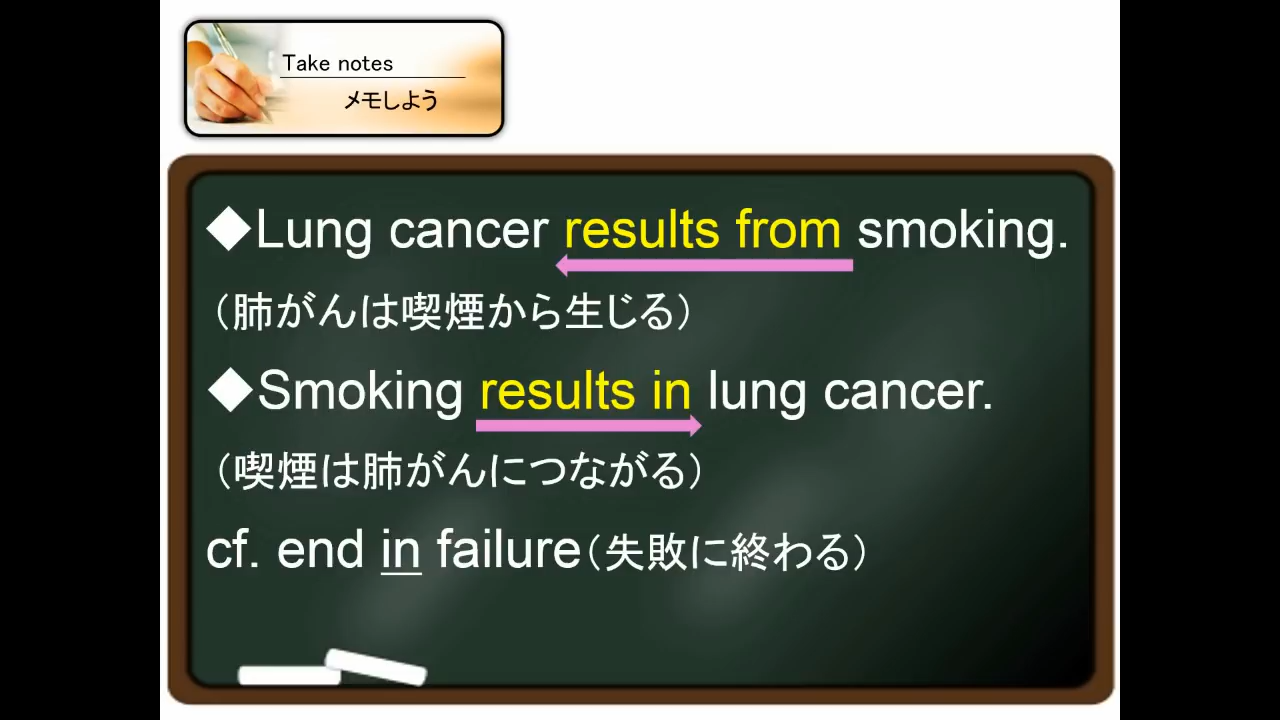 Take notes
メモしよう
◆Lung cancer results from smoking.
（肺がんは喫煙から生じる）
◆Smoking results in lung cancer.
（喫煙は肺がんにつながる）
cf. end in failure（失敗に終わる）